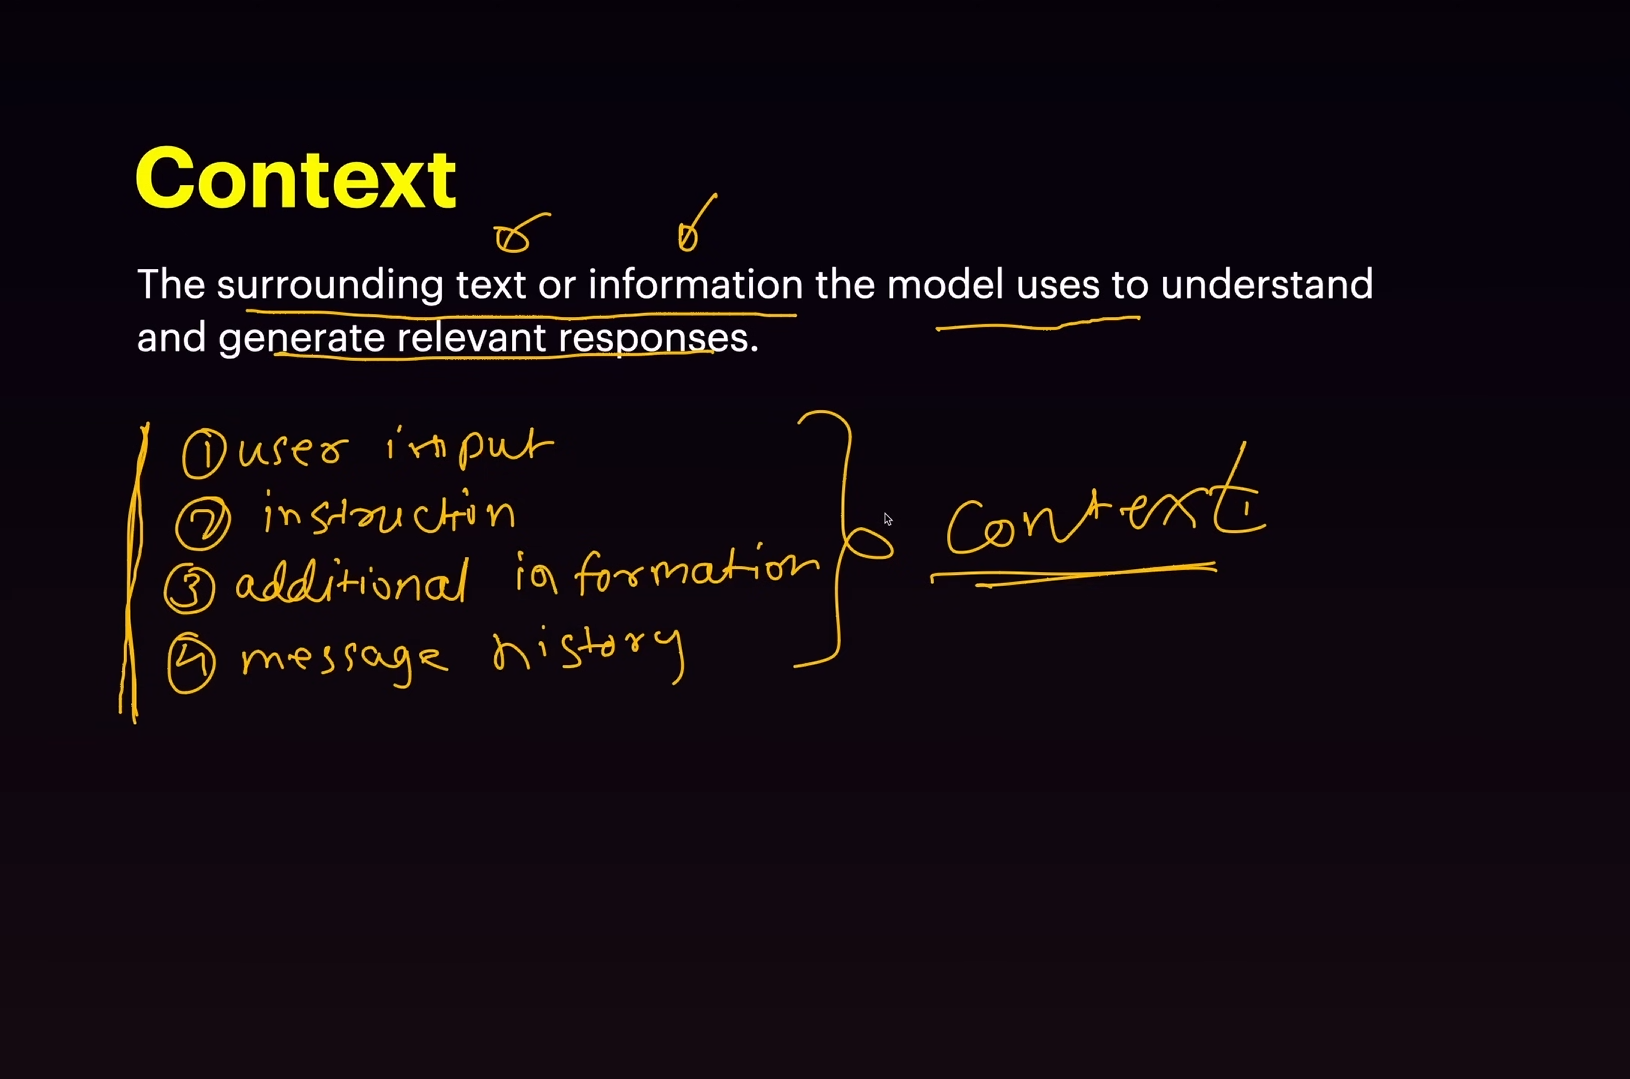 Context
The surrounding text or information the model uses to understand
and generate relevant responses.
① user input
② instruction
③ additional information
④ message history
context